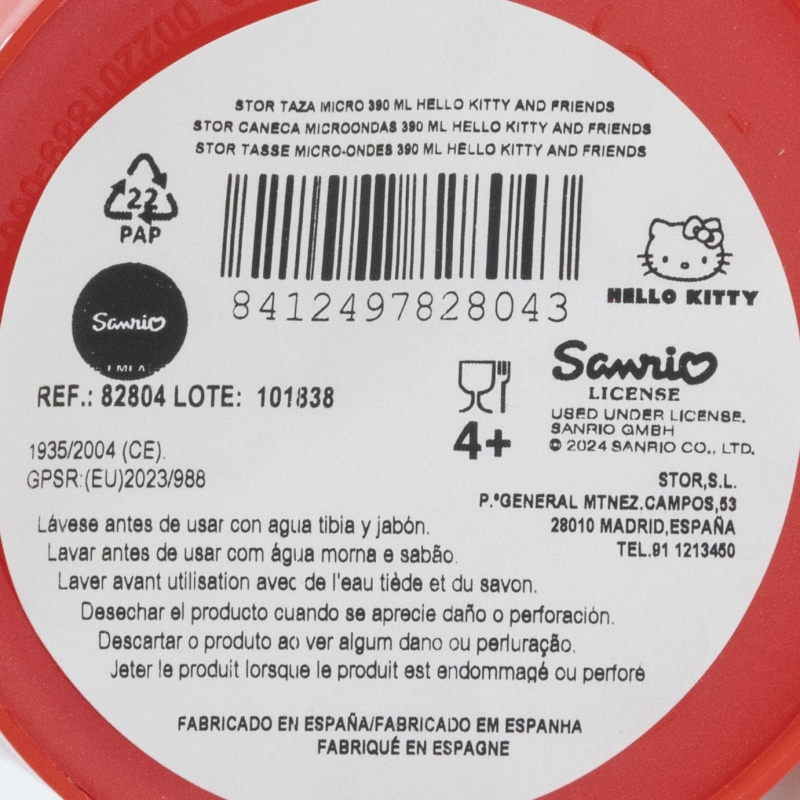 STOR TAZA MICRO 390 ML HELLO KITTY AND FRIENDS
STOR CANECA MICROONDAS 390 ML HELLO KITTY AND FRIENDS
STOR TASSE MICRO-ONDES 390 ML HELLO KITTY AND FRIENDS
22
PAP
8412497828043
HELLO KITTY
Sanrio
REF.: 82804 LOTE: 101838
4+
Sanrio
LICENSE
USED UNDER LICENSE.
SANRIO GMBH
© 2024 SANRIO CO., LTD.
1935/2004 (CE).
GPSR:(EU)2023/988
STOR,S.L.
P.ºGENERAL MTNEZ.CAMPOS,53
28010 MADRID,ESPAÑA
TEL.91 1213450
Lávese antes de usar con agua tibia y jabón.
Lavar antes de usar com água morna e sabão.
Laver avant utilisation avec de l'eau tiède et du savon.
Desechar el producto cuando se aprecie daño o perforación.
Descartar o produto ao ver algum dano ou perfuração.
Jeter le produit lorsque le produit est endommagé ou perforé
FABRICADO EN ESPAÑA/FABRICADO EM ESPANHA
FABRIQUÉ EN ESPAGNE